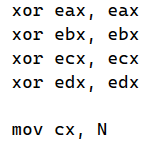 xor eax, eax
xor ebx, ebx
xor ecx, ecx
xor edx, edx
mov cx, N